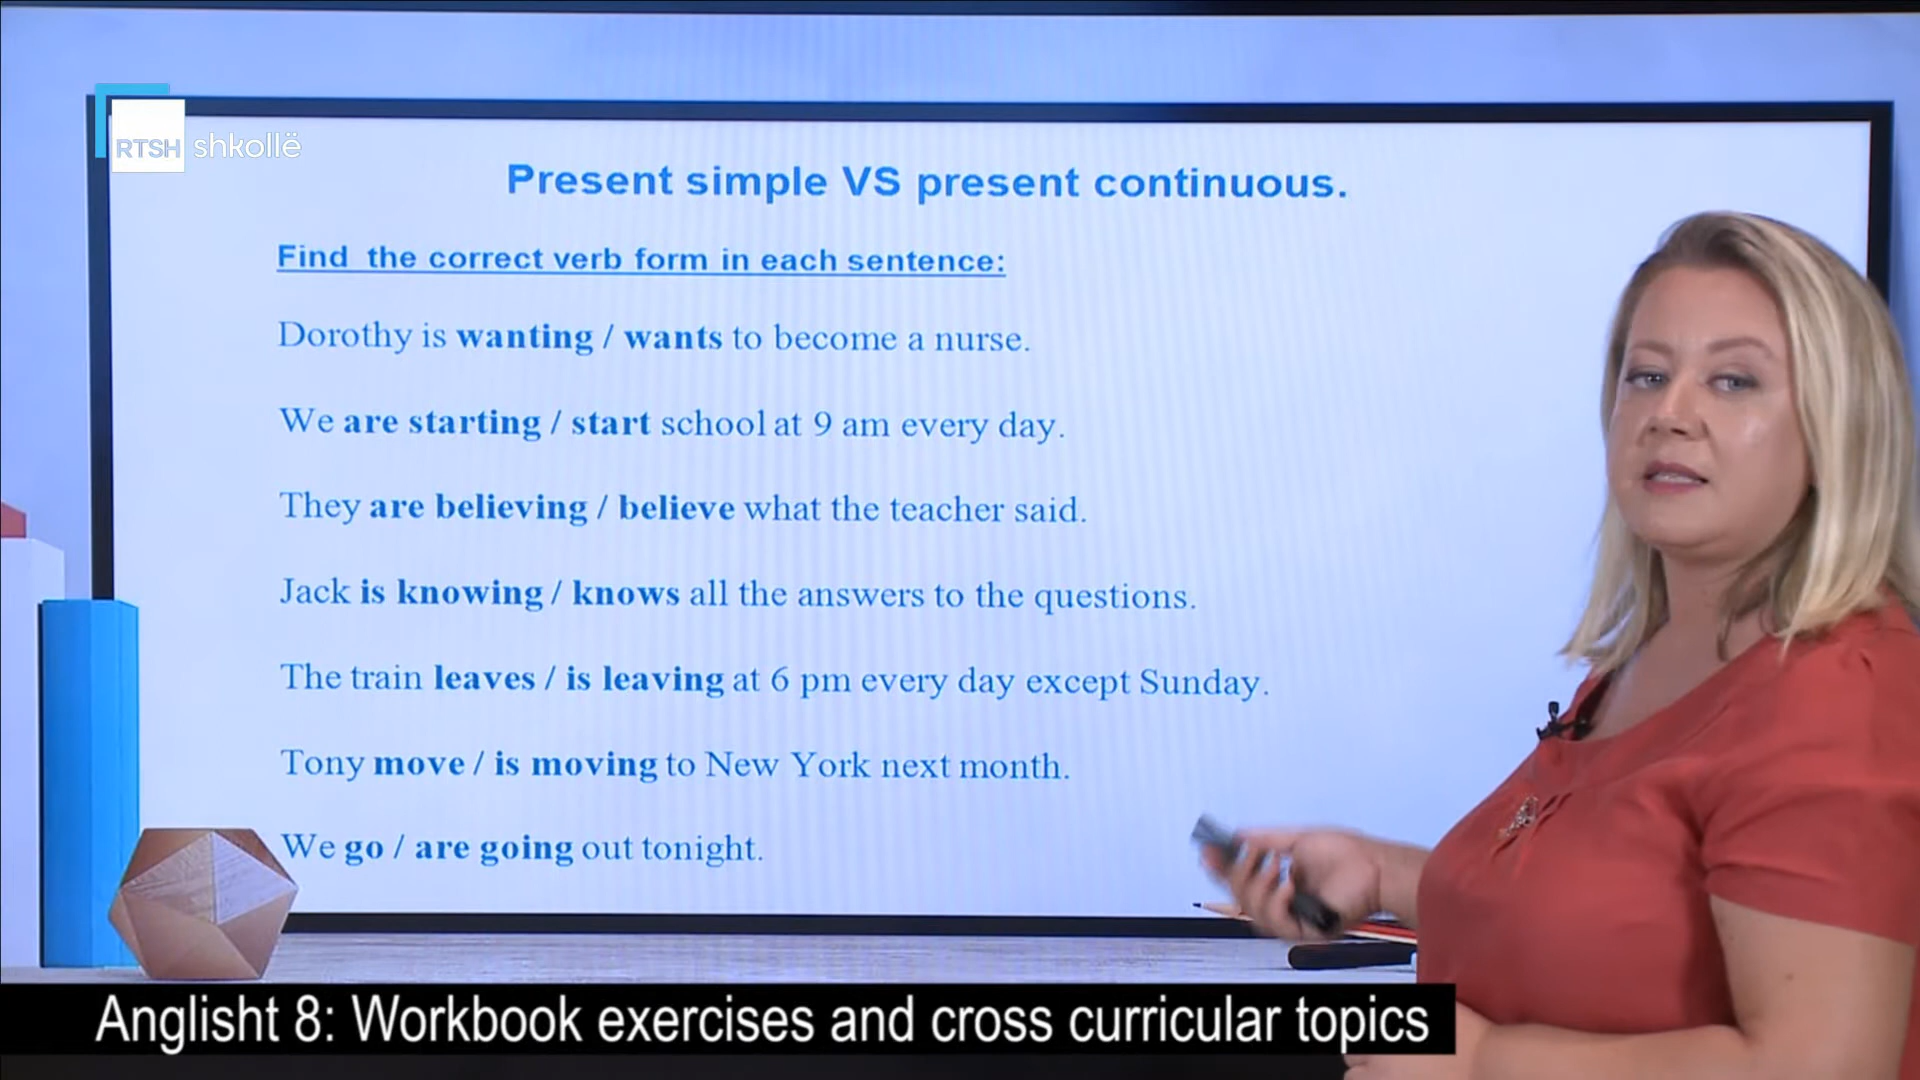 RTSH shkollë
Present simple VS present continuous.
Find the correct verb form in each sentence:
Dorothy is wanting / wants to become a nurse.
We are starting / start school at 9 am every day.
They are believing / believe what the teacher said.
Jack is knowing / knows all the answers to the questions.
The train leaves / is leaving at 6 pm every day except Sunday.
Tony move / is moving to New York next month.
We go / are going out tonight.
Anglisht 8: Workbook exercises and cross curricular topics